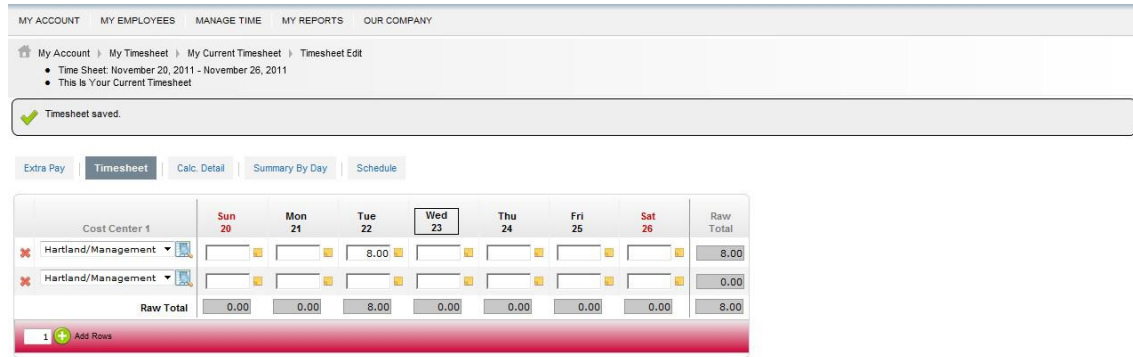 MY ACCOUNT MY EMPLOYEES MANAGE TIME MY REPORTS OUR COMPANY
My Account My Timesheet My Current Timesheet Timesheet Edit
Time Sheet: November 20, 2011 - November 26, 2011
This Is Your Current Timesheet
Timesheet saved.
Extra Pay Timesheet Calc. Detail Summary By Day Schedule
Cost Center 1 Sun 20 Mon 21 Tue 22 Wed 23 Thu 24 Fri 25 Sat 26 Raw Total
Hartland/Management 8.00 8.00
Hartland/Management 0.00
Raw Total 0.00 0.00 8.00 0.00 0.00 0.00 0.00 8.00
1 Add Rows